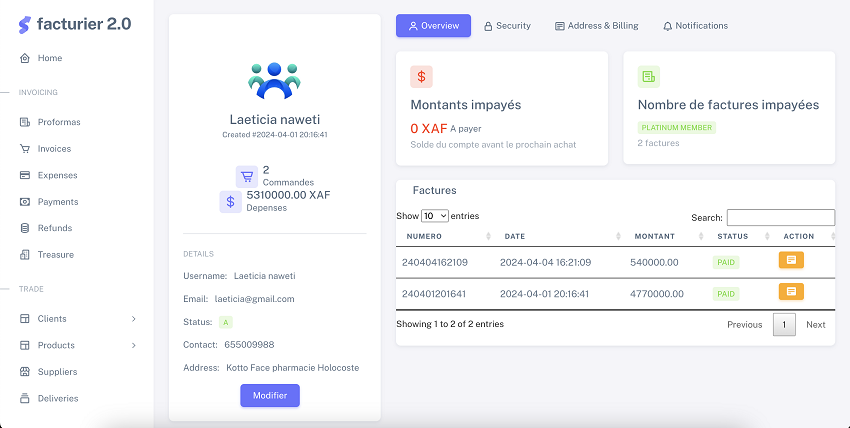 facturier 2.0
Home
INVOICING
Proformas
Invoices
Expenses
Payments
Refunds
Treasure
TRADE
Clients
Products
Suppliers
Deliveries
Laeticia naweti
Created #2024-04-01 20:16:41
2
Commandes
5310000.00 XAF
Depenses
DETAILS
Username: Laeticia naweti
Email: laeticia@gmail.com
Status: A
Contact: 655009988
Address: Kotto Face pharmacie Holocoste
Modifier
Overview Security Address & Billing Notifications
Montants impayés
0 XAF A payer
Solde du compte avant le prochain achat
Nombre de factures impayées
PLATINUM MEMBER
2 factures
Factures
Show 10 entries Search:
NUMERO DATE MONTANT STATUS ACTION
240404162109 2024-04-04 16:21:09 540000.00 PAID
240401201641 2024-04-01 20:16:41 4770000.00 PAID
Showing 1 to 2 of 2 entries Previous 1 Next